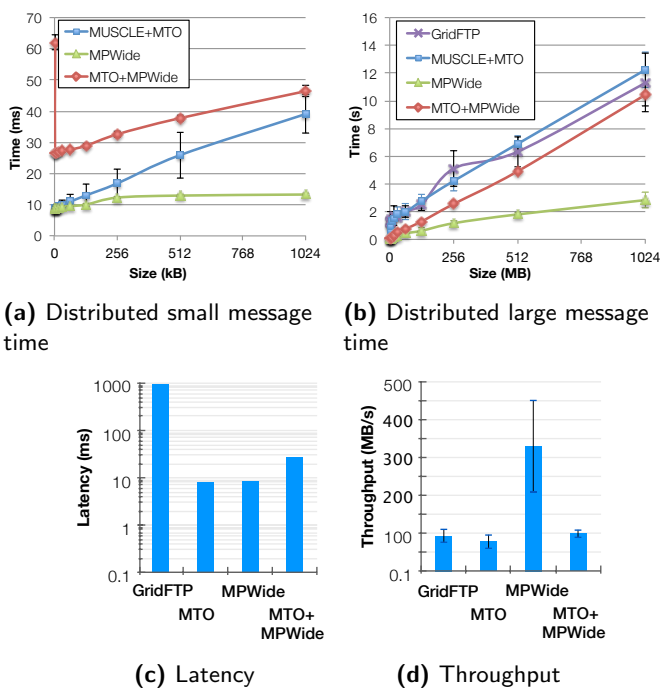 70
60
50
40
30
20
10
0
Time (ms)
MUSCLE+MTO
MPWide
MTO+MPWide
0
256
512
768
1024
Size (kB)
16
14
12
10
8
6
4
2
0
Time (s)
GridFTP
MUSCLE+MTO
MPWide
MTO+MPWide
0
256
512
768
1024
Size (MB)
(a) Distributed small message
time
(b) Distributed large message
time
1000
100
10
1
0.1
Latency (ms)
GridFTP
MTO
MPWide
MTO+
MPWide
500
400
300
200
100
0.1
Throughput (MB/s)
GridFTP
MTO
MPWide
MTO+
MPWide
(c) Latency
(d) Throughput